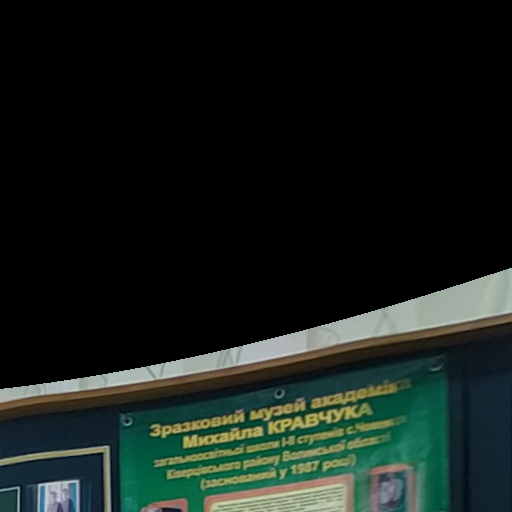 Зразковий музей академіка
Михайла КРАВЧУКА
загальноосвітньої школи І-ІІ ступенів с.
Ківерцівського району Волинської області
(заснований у 1987 році)